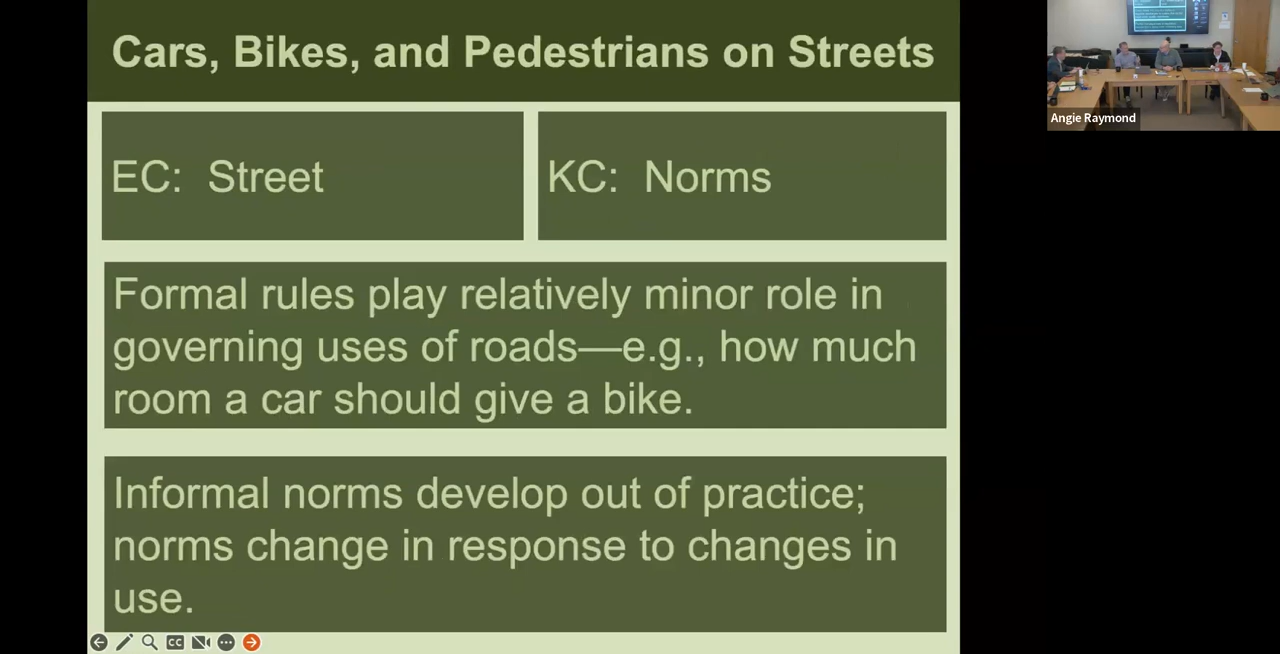 Cars, Bikes, and Pedestrians on Streets
EC: Street
KC: Norms
Formal rules play relatively minor role in
governing uses of roads—e.g., how much
room a car should give a bike.
Informal norms develop out of practice;
norms change in response to changes in
use.
CC
Angie Raymond